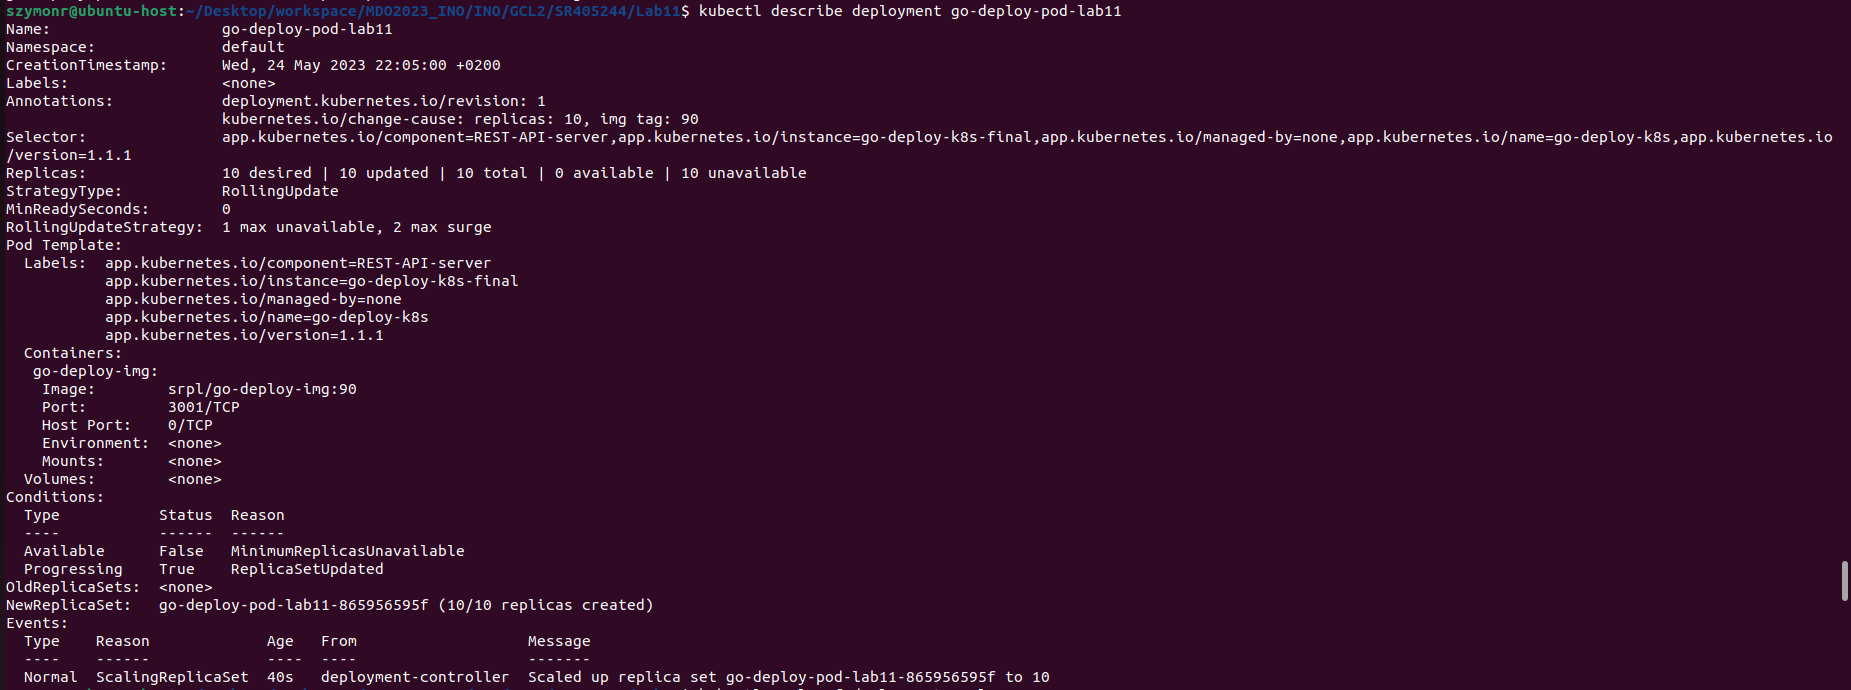 szymonr@ubuntu-host:~/Desktop/workspace/MDO2023_INO/INO/GCL2/SR405244/Lab11$ kubectl describe deployment go-deploy-pod-lab11
Name:                   go-deploy-pod-lab11
Namespace:              default
CreationTimestamp:      Wed, 24 May 2023 22:05:00 +0200
Labels:                 <none>
Annotations:            deployment.kubernetes.io/revision: 1
                        kubernetes.io/change-cause: replicas: 10, img tag: 90
Selector:               app.kubernetes.io/component=REST-API-server,app.kubernetes.io/instance=go-deploy-k8s-final,app.kubernetes.io/managed-by=none,app.kubernetes.io/name=go-deploy-k8s,app.kubernetes.io
/version=1.1.1
Replicas:               10 desired | 10 updated | 10 total | 0 available | 10 unavailable
StrategyType:           RollingUpdate
MinReadySeconds:        0
RollingUpdateStrategy:  1 max unavailable, 2 max surge
Pod Template:
  Labels:  app.kubernetes.io/component=REST-API-server
           app.kubernetes.io/instance=go-deploy-k8s-final
           app.kubernetes.io/managed-by=none
           app.kubernetes.io/name=go-deploy-k8s
           app.kubernetes.io/version=1.1.1
  Containers:
   go-deploy-img:
    Image:        srpl/go-deploy-img:90
    Port:         3001/TCP
    Host Port:    0/TCP
    Environment:  <none>
    Mounts:       <none>
  Volumes:        <none>
Conditions:
  Type           Status  Reason
  ----           ------  ------
  Available      False   MinimumReplicasUnavailable
  Progressing    True    ReplicaSetUpdated
OldReplicaSets:  <none>
NewReplicaSet:   go-deploy-pod-lab11-865956595f (10/10 replicas created)
Events:
  Type    Reason             Age   From                   Message
  ----    ------             ----  ----                   -------
  Normal  ScalingReplicaSet  40s   deployment-controller  Scaled up replica set go-deploy-pod-lab11-865956595f to 10